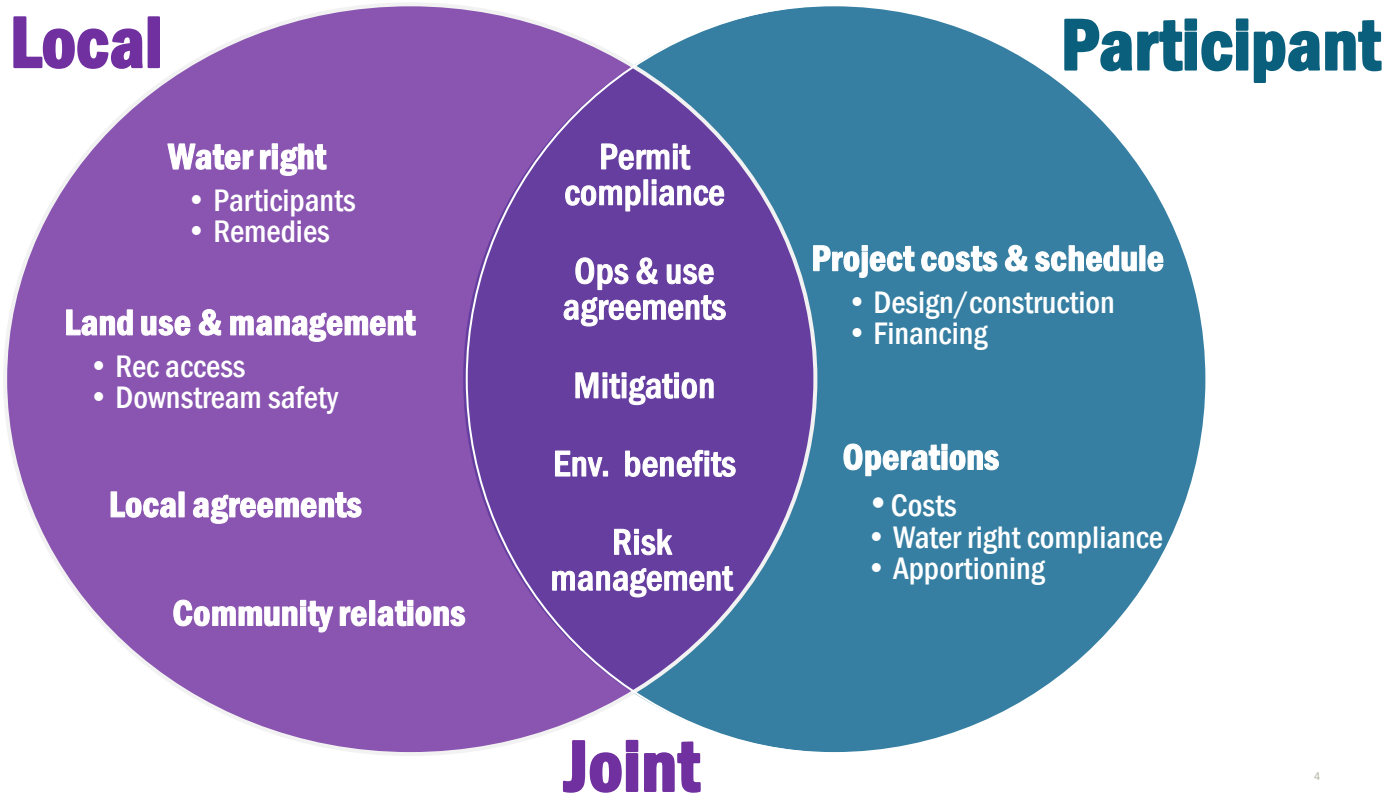 Local
Participant
Water right
• Participants
• Remedies
Land use & management
• Rec access
• Downstream safety
Local agreements
Community relations
Permit
compliance
Ops & use
agreements
Mitigation
Env. benefits
Risk
management
Project costs & schedule
• Design/construction
• Financing
Operations
• Costs
• Water right compliance
• Apportioning
Joint
4